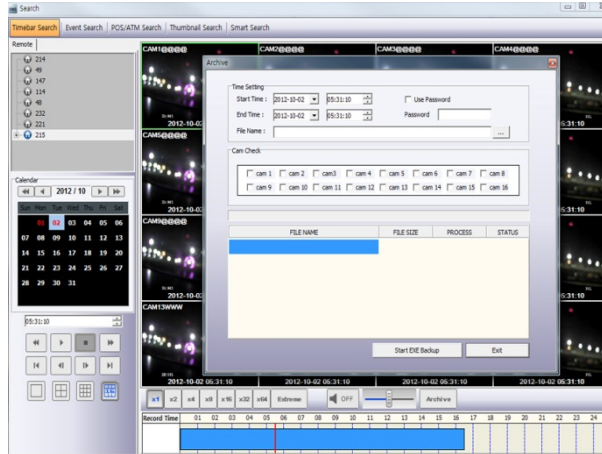 Search
Timebar Search Event Search POS/ATM Search Thumbnail Search Smart Search
Remote
214
49
147
114
48
232
221
215
Calendar
2012 / 10
Sun Mon Tue Wed Thu Fri Sat
01 02 03 04 05 06
07 08 09 10 11 12 13
14 15 16 17 18 19 20
21 22 23 24 25 26 27
28 29 30 31
05:31:10
CAM1@@@@ CAM2@@@@ CAM3@@@@ CAM4@@@@
CAM5@@@@
CAM9@@@@
CAM13WWW
Archive
Time Setting
Start Time : 2012-10-02 05:31:10 Use Password
End Time : 2012-10-02 05:31:10 Password
File Name : ...
Cam Check
cam 1 cam 2 cam3 cam 4 cam 5 cam 6 cam 7 cam 8
cam 9 cam 10 cam 11 cam 12 cam 13 cam 14 cam 15 cam 16
FILE NAME FILE SIZE PROCESS STATUS
Start EXE Backup Exit
2012-10-02 05:31:10 2012-10-02 05:31:10 2012-10-02 05:31:10 2012-10-02 05:31:10
x1 x2 x4 x8 x16 x32 x64 Extreme OFF Archive
Record Time 01 02 03 04 05 06 07 08 09 10 11 12 13 14 15 16 17 18 19 20 21 22 23 24